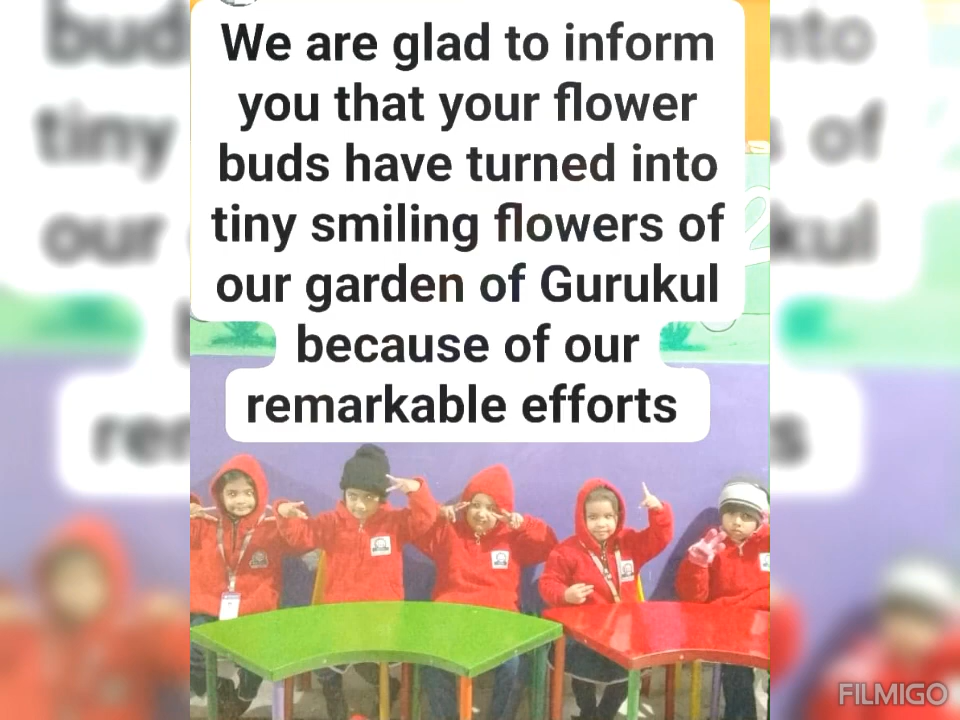 We are glad to inform
you that your flower
buds have turned into
tiny smiling flowers of
our garden of Gurukul
because of our
remarkable efforts
FILMIGO